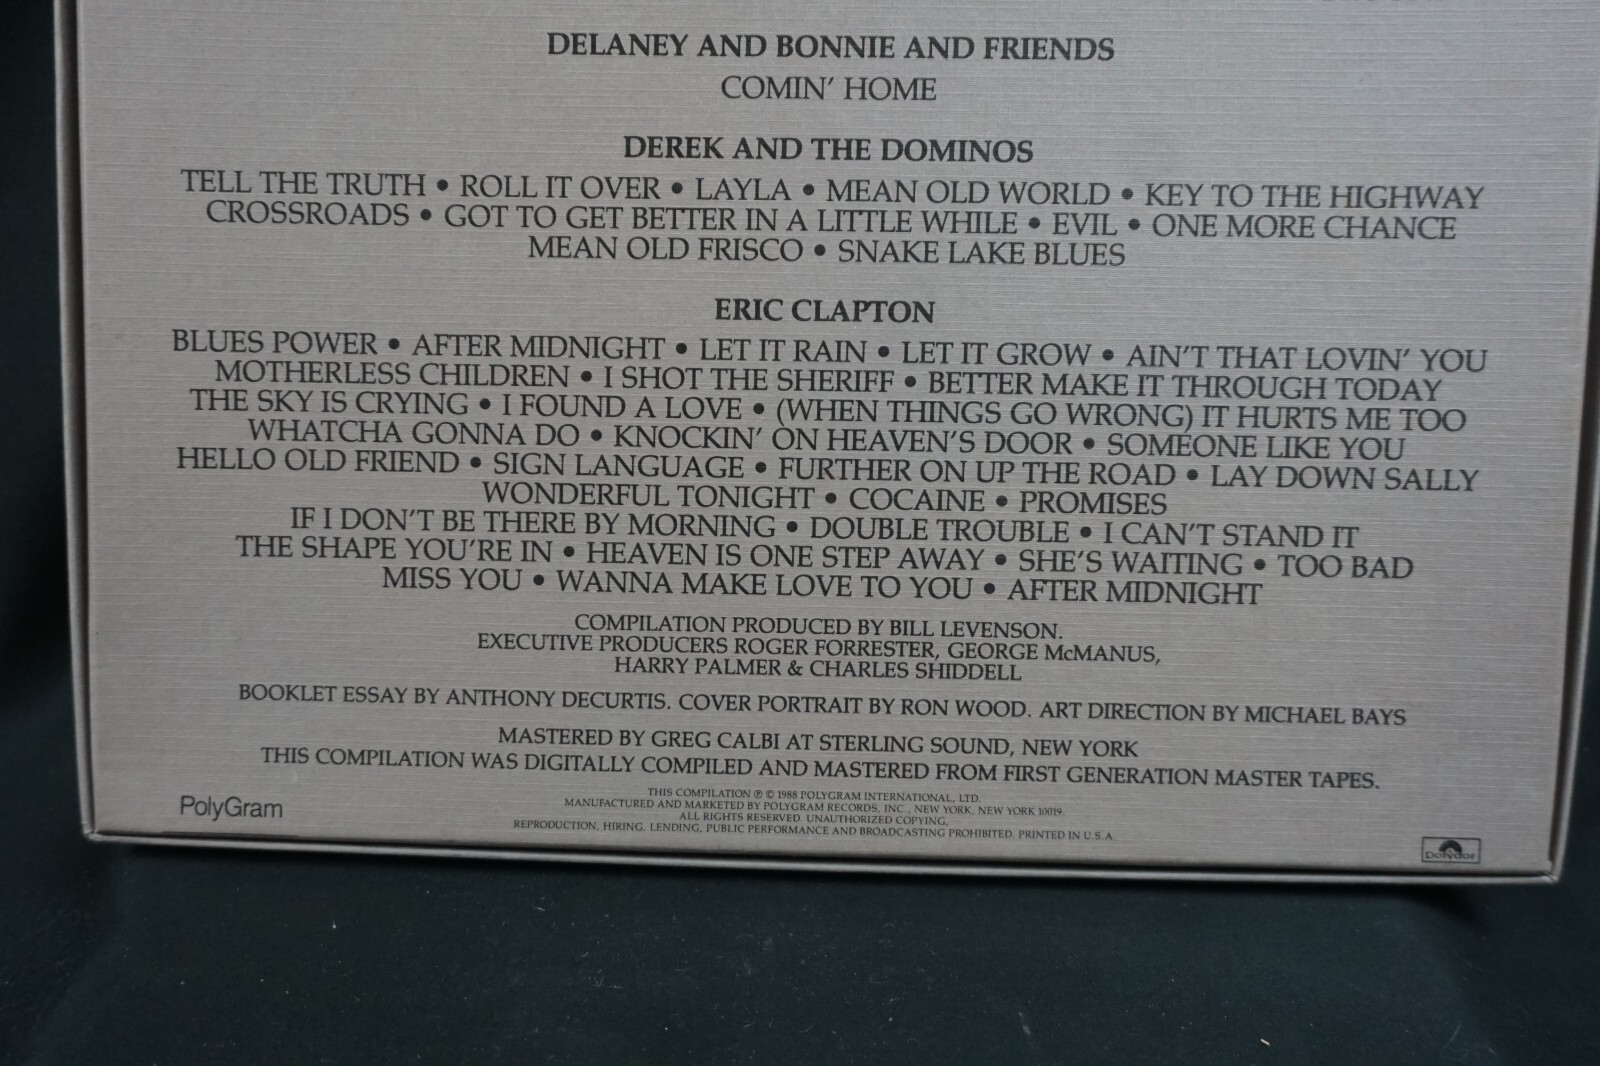 DELANEY AND BONNIE AND FRIENDS
COMIN' HOME
DEREK AND THE DOMINOS
TELL THE TRUTH • ROLL IT OVER • LAYLA • MEAN OLD WORLD • KEY TO THE HIGHWAY
CROSSROADS • GOT TO GET BETTER IN A LITTLE WHILE • EVIL • ONE MORE CHANCE
MEAN OLD FRISCO • SNAKE LAKE BLUES
ERIC CLAPTON
BLUES POWER • AFTER MIDNIGHT • LET IT RAIN • LET IT GROW • AIN'T THAT LOVIN' YOU
MOTHERLESS CHILDREN • I SHOT THE SHERIFF • BETTER MAKE IT THROUGH TODAY
THE SKY IS CRYING • I FOUND A LOVE • (WHEN THINGS GO WRONG) IT HURTS ME TOO
WHATCHA GONNA DO • KNOCKIN' ON HEAVEN'S DOOR • SOMEONE LIKE YOU
HELLO OLD FRIEND • SIGN LANGUAGE • FURTHER ON UP THE ROAD • LAY DOWN SALLY
WONDERFUL TONIGHT • COCAINE • PROMISES
IF I DON'T BE THERE BY MORNING • DOUBLE TROUBLE • I CAN'T STAND IT
THE SHAPE YOU'RE IN • HEAVEN IS ONE STEP AWAY • SHE'S WAITING • TOO BAD
MISS YOU • WANNA MAKE LOVE TO YOU • AFTER MIDNIGHT
COMPILATION PRODUCED BY BILL LEVENSON.
EXECUTIVE PRODUCERS ROGER FORRESTER, GEORGE McMANUS,
HARRY PALMER & CHARLES SHIDDELL
BOOKLET ESSAY BY ANTHONY DECURTIS. COVER PORTRAIT BY RON WOOD. ART DIRECTION BY MICHAEL BAYS
MASTERED BY GREG CALBI AT STERLING SOUND, NEW YORK
THIS COMPILATION WAS DIGITALLY COMPILED AND MASTERED FROM FIRST GENERATION MASTER TAPES.
THIS COMPILATION ℗ © 1988 POLYGRAM INTERNATIONAL, LTD.
MANUFACTURED AND MARKETED BY POLYGRAM RECORDS, INC., NEW YORK, NEW YORK 10019.
ALL RIGHTS RESERVED. UNAUTHORIZED COPYING,
REPRODUCTION, HIRING, LENDING, PUBLIC PERFORMANCE AND BROADCASTING PROHIBITED. PRINTED IN U.S.A.
PolyGram
Polydor